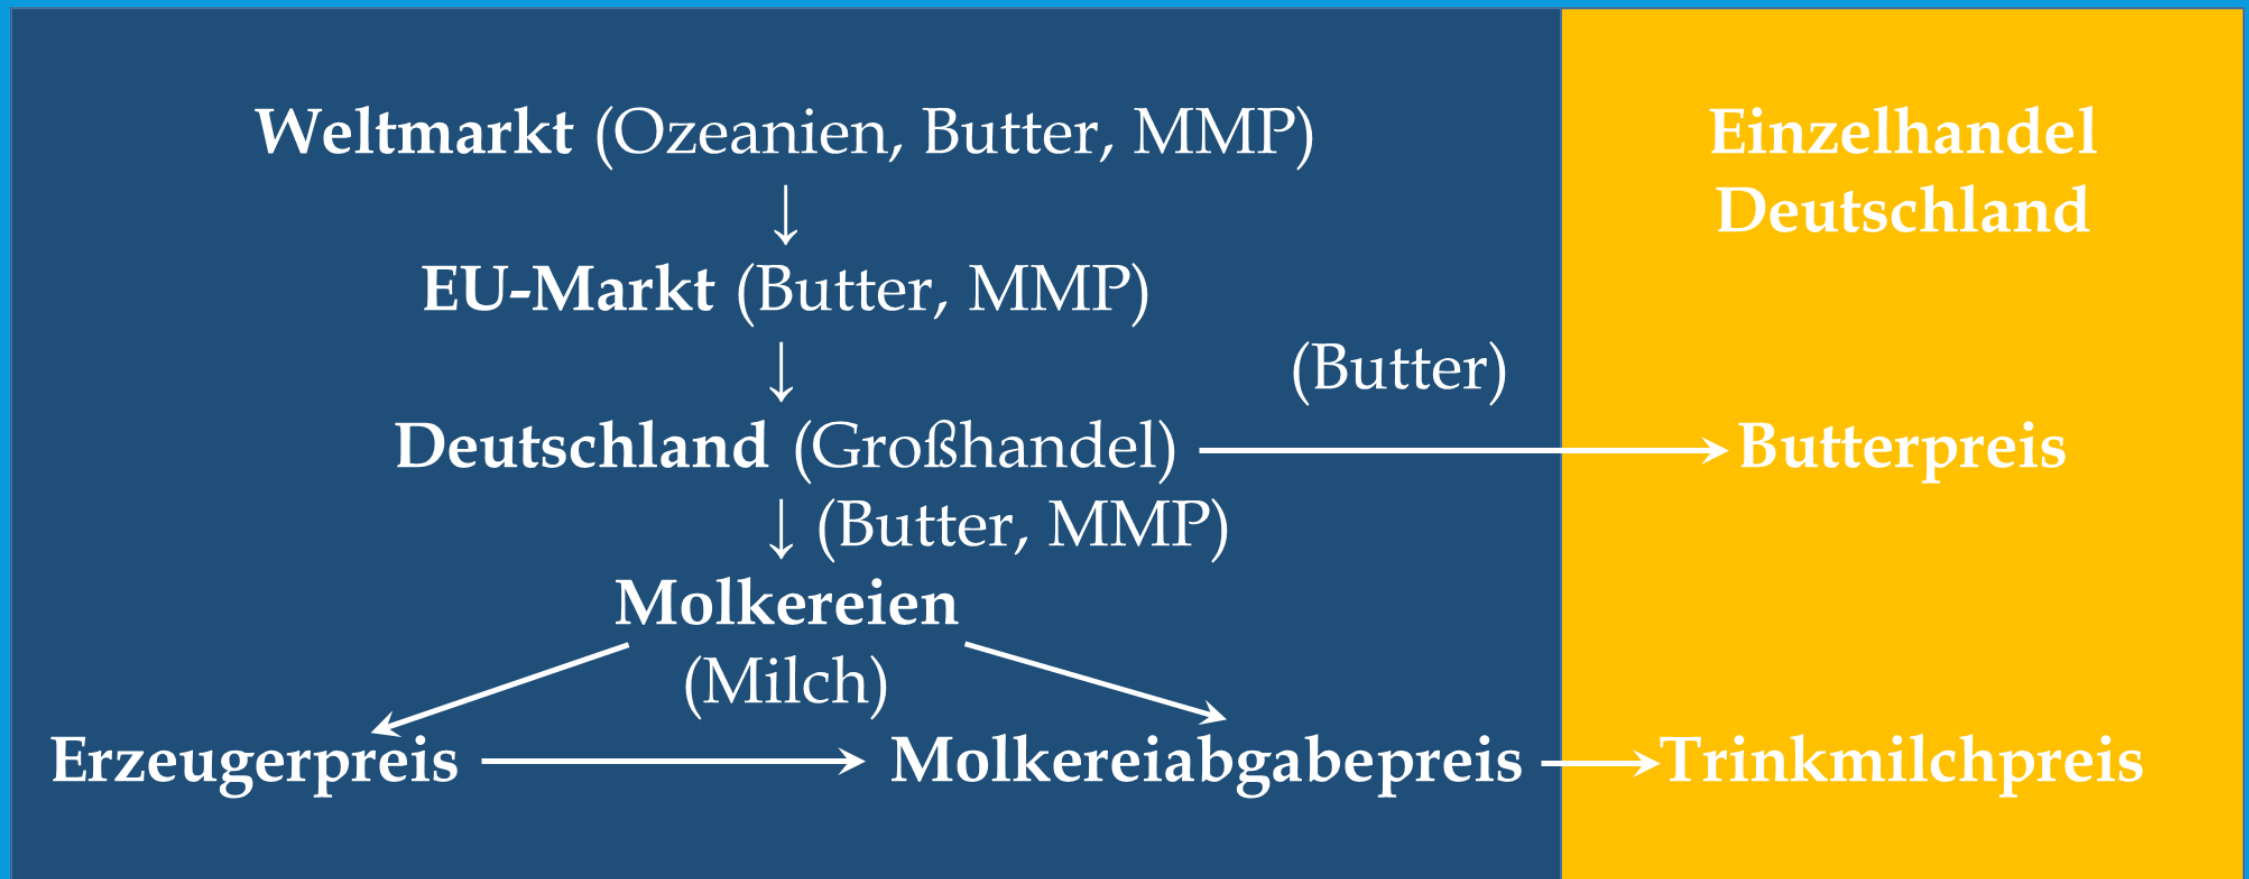 Weltmarkt (Ozeanien, Butter, MMP)
↓
EU-Markt (Butter, MMP)
↓
(Butter)
Deutschland (Großhandel)
↓ (Butter, MMP)
Molkereien
(Milch)
Erzeugerpreis
Molkereiabgabepreis
Einzelhandel
Deutschland
Butterpreis
Trinkmilchpreis